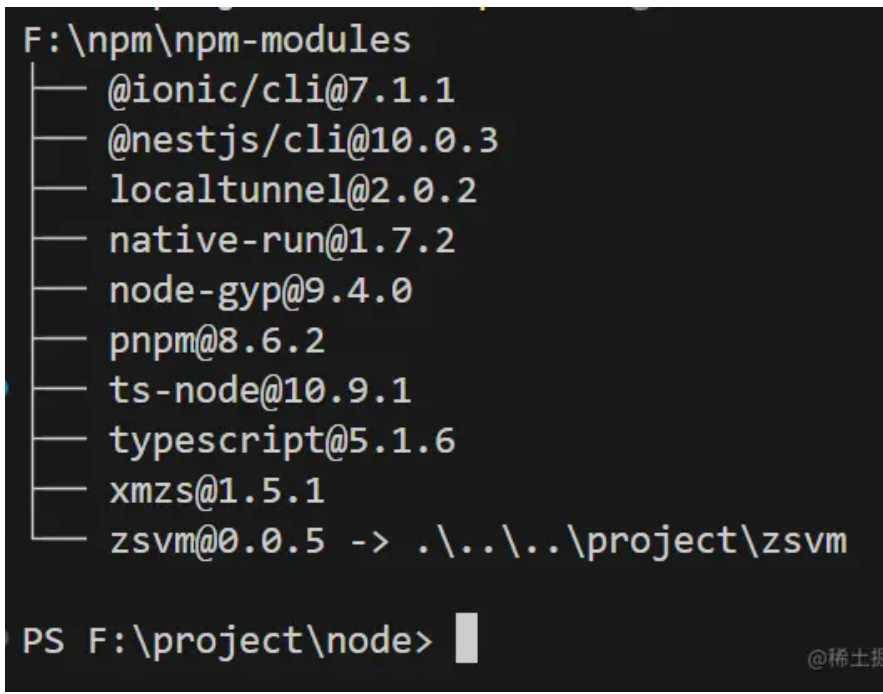 F:\npm\npm-modules
├── @ionic/cli@7.1.1
├── @nestjs/cli@10.0.3
├── localtunnel@2.0.2
├── native-run@1.7.2
├── node-gyp@9.4.0
├── pnpm@8.6.2
├── ts-node@10.9.1
├── typescript@5.1.6
├── xmzs@1.5.1
└── zsvm@0.0.5 -> .\..\..\project\zsvm
PS F:\project\node>
@稀土掘